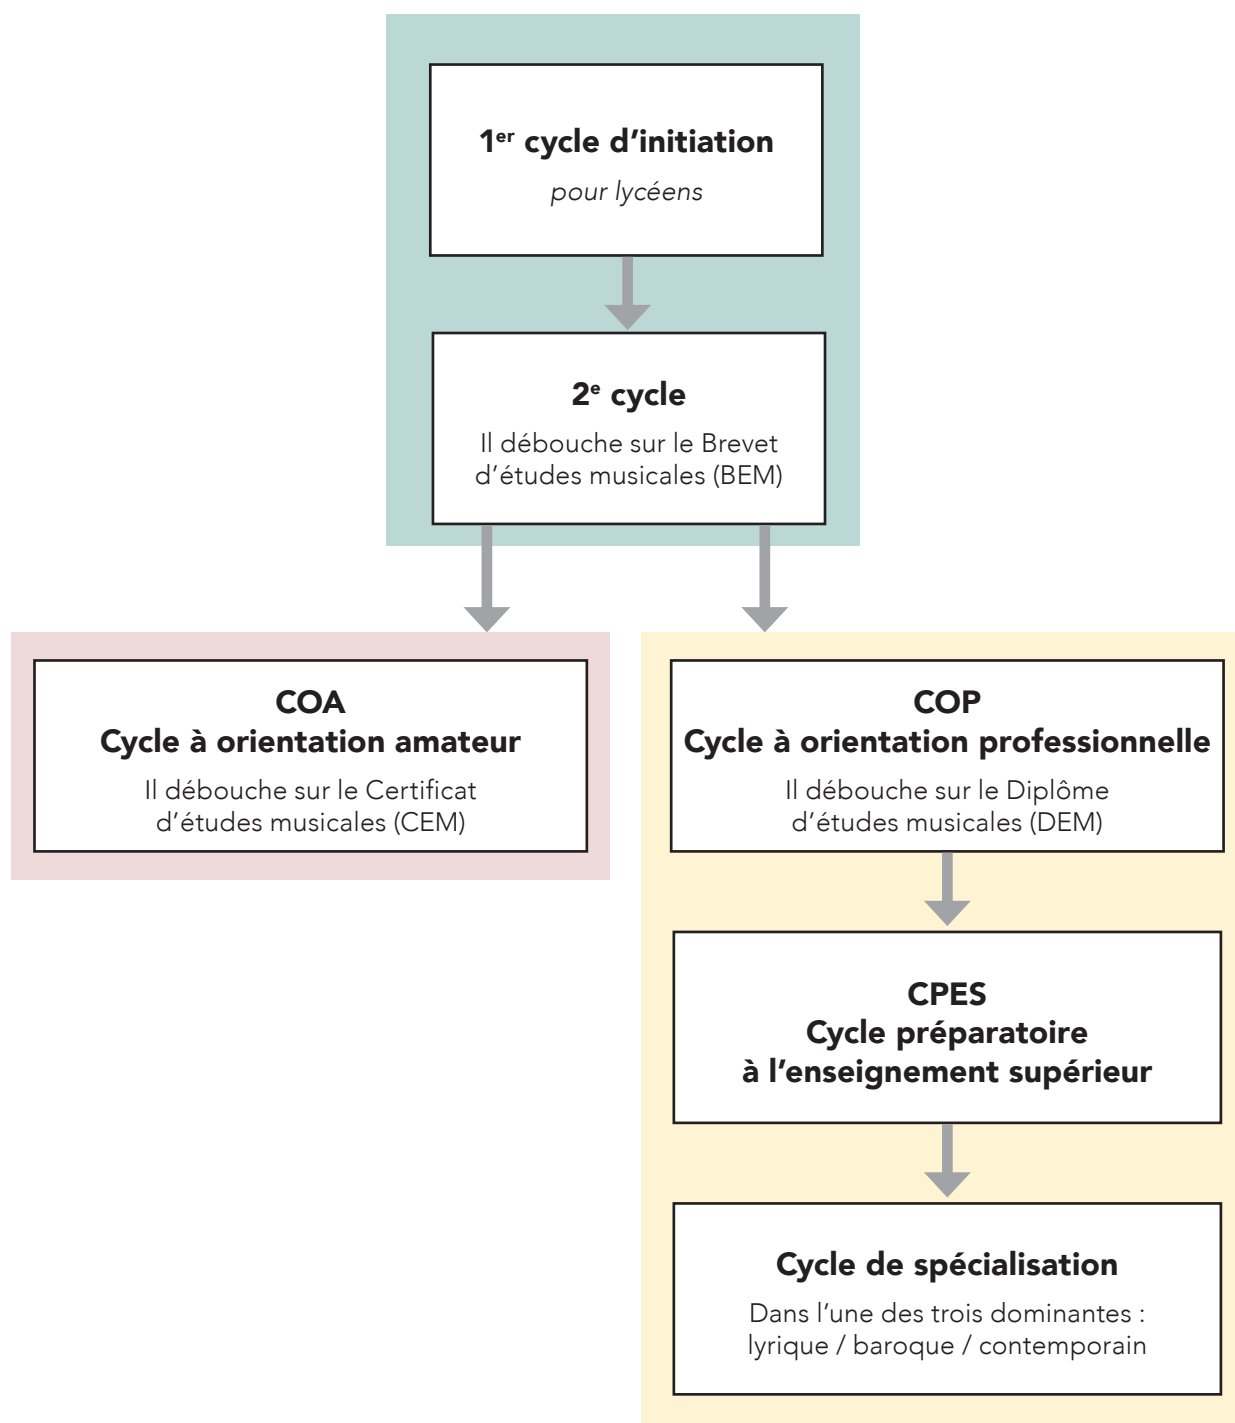 1er cycle d’initiation
pour lycéens
2e cycle
Il débouche sur le Brevet
d’études musicales (BEM)
COA
Cycle à orientation amateur
Il débouche sur le Certificat
d’études musicales (CEM)
COP
Cycle à orientation professionnelle
Il débouche sur le Diplôme
d’études musicales (DEM)
CPES
Cycle préparatoire
à l’enseignement supérieur
Cycle de spécialisation
Dans l’une des trois dominantes :
lyrique / baroque / contemporain